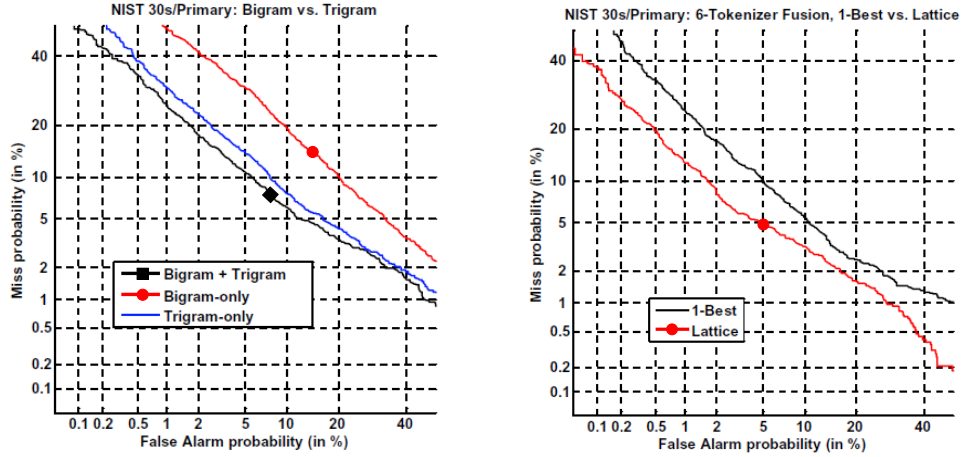 NIST 30s/Primary: Bigram vs. Trigram
Miss probability (in %)
40
20
10
5
2
1
0.5
0.2
0.1
Bigram + Trigram
Bigram-only
Trigram-only
0.1 0.2 0.5 1 2 5 10 20 40
False Alarm probability (in %)
NIST 30s/Primary: 6-Tokenizer Fusion, 1-Best vs. Lattice
Miss probability (in %)
40
20
10
5
2
1
0.5
0.2
0.1
1-Best
Lattice
0.1 0.2 0.5 1 2 5 10 20 40
False Alarm probability (in %)